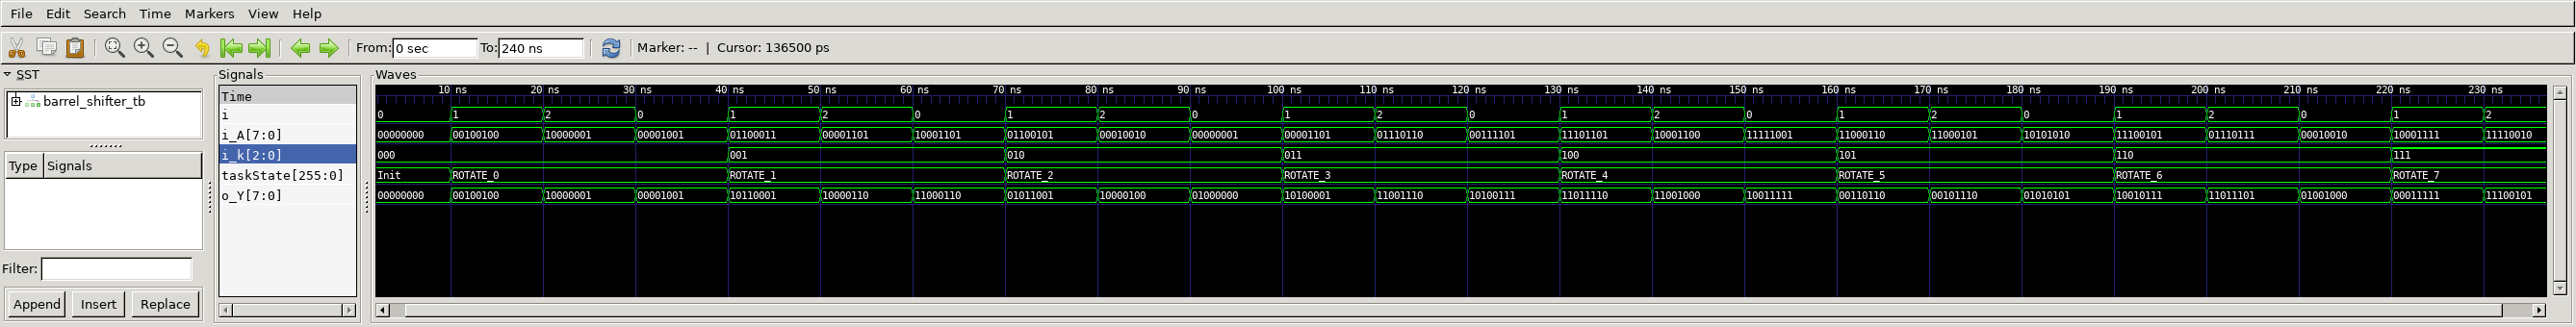 File Edit Search Time Markers View Help
From: 0 sec To: 240 ns Marker: -- | Cursor: 136500 ps
SST Signals Waves
barrel_shifter_tb
Type Signals
Filter:
Append Insert Replace
Time 10 ns 20 ns 30 ns 40 ns 50 ns 60 ns 70 ns 80 ns 90 ns 100 ns 110 ns 120 ns 130 ns 140 ns 150 ns 160 ns 170 ns 180 ns 190 ns 200 ns 210 ns 220 ns 230 ns
i 0 1 2 0 1 2 0 1 2 0 1 2 0 1 2 0 1 2 0 1 2 0 1 2
i_A[7:0] 00000000 00100100 10000001 00001001 01100011 00001101 10001101 01100101 00010010 00000001 00001101 01110110 00111101 11101101 10001100 11111001 11000110 11000101 10101010 11100101 01110111 00010010 10001111 11110010
i_k[2:0] 000 001 010 011 100 101 110 111
taskState[255:0] Init ROTATE_0 ROTATE_1 ROTATE_2 ROTATE_3 ROTATE_4 ROTATE_5 ROTATE_6 ROTATE_7
o_Y[7:0] 00000000 00100100 10000001 00001001 10110001 10000110 11000110 01011001 10000100 01000000 10100001 11001110 10100111 11011110 11001000 10011111 00110110 00101110 01010101 10010111 11011101 01001000 00011111 11100101